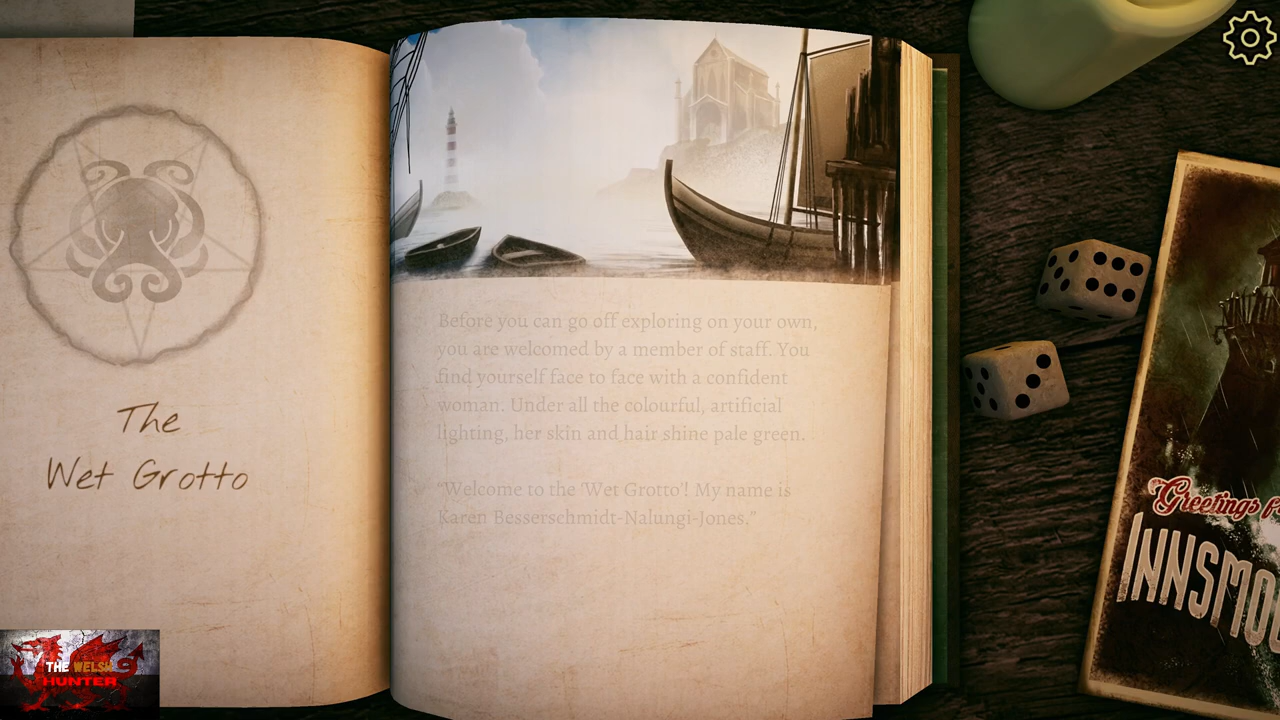 The
Wet Grotto
Before you can go off exploring on your own,
you are welcomed by a member of staff. You
find yourself face to face with a confident
woman. Under all the colourful, artificial
lighting, her skin and hair shine pale green.
"Welcome to the 'Wet Grotto'! My name is
Karen Besserschmidt-Nalungi-Jones."
Greetings
THE WELSH
HUNTER